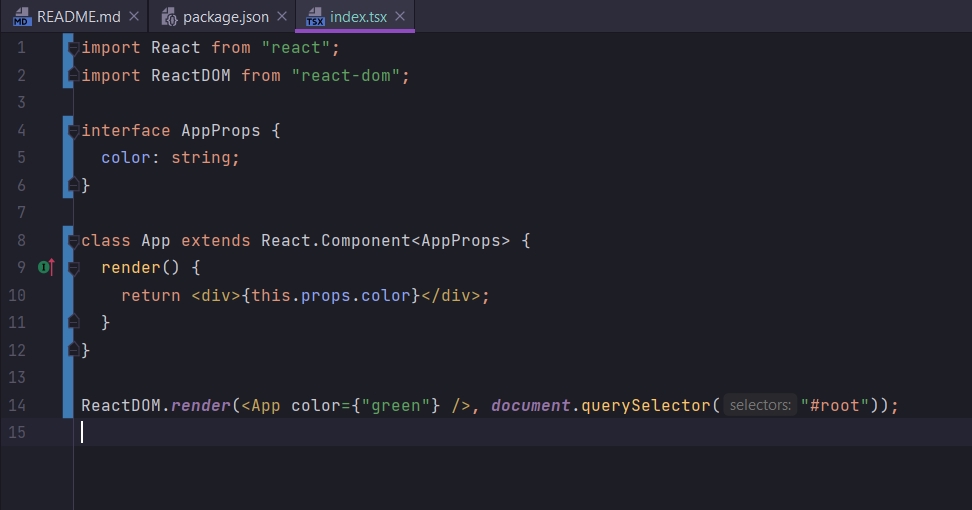 MD README.md × {} package.json × TSX index.tsx ×
1 import React from "react";
2 import ReactDOM from "react-dom";
3
4 interface AppProps {
5   color: string;
6 }
7
8 class App extends React.Component<AppProps> {
9   render() {
10     return <div>{this.props.color}</div>;
11   }
12 }
13
14 ReactDOM.render(<App color={"green"} />, document.querySelector( selectors: "#root"));
15